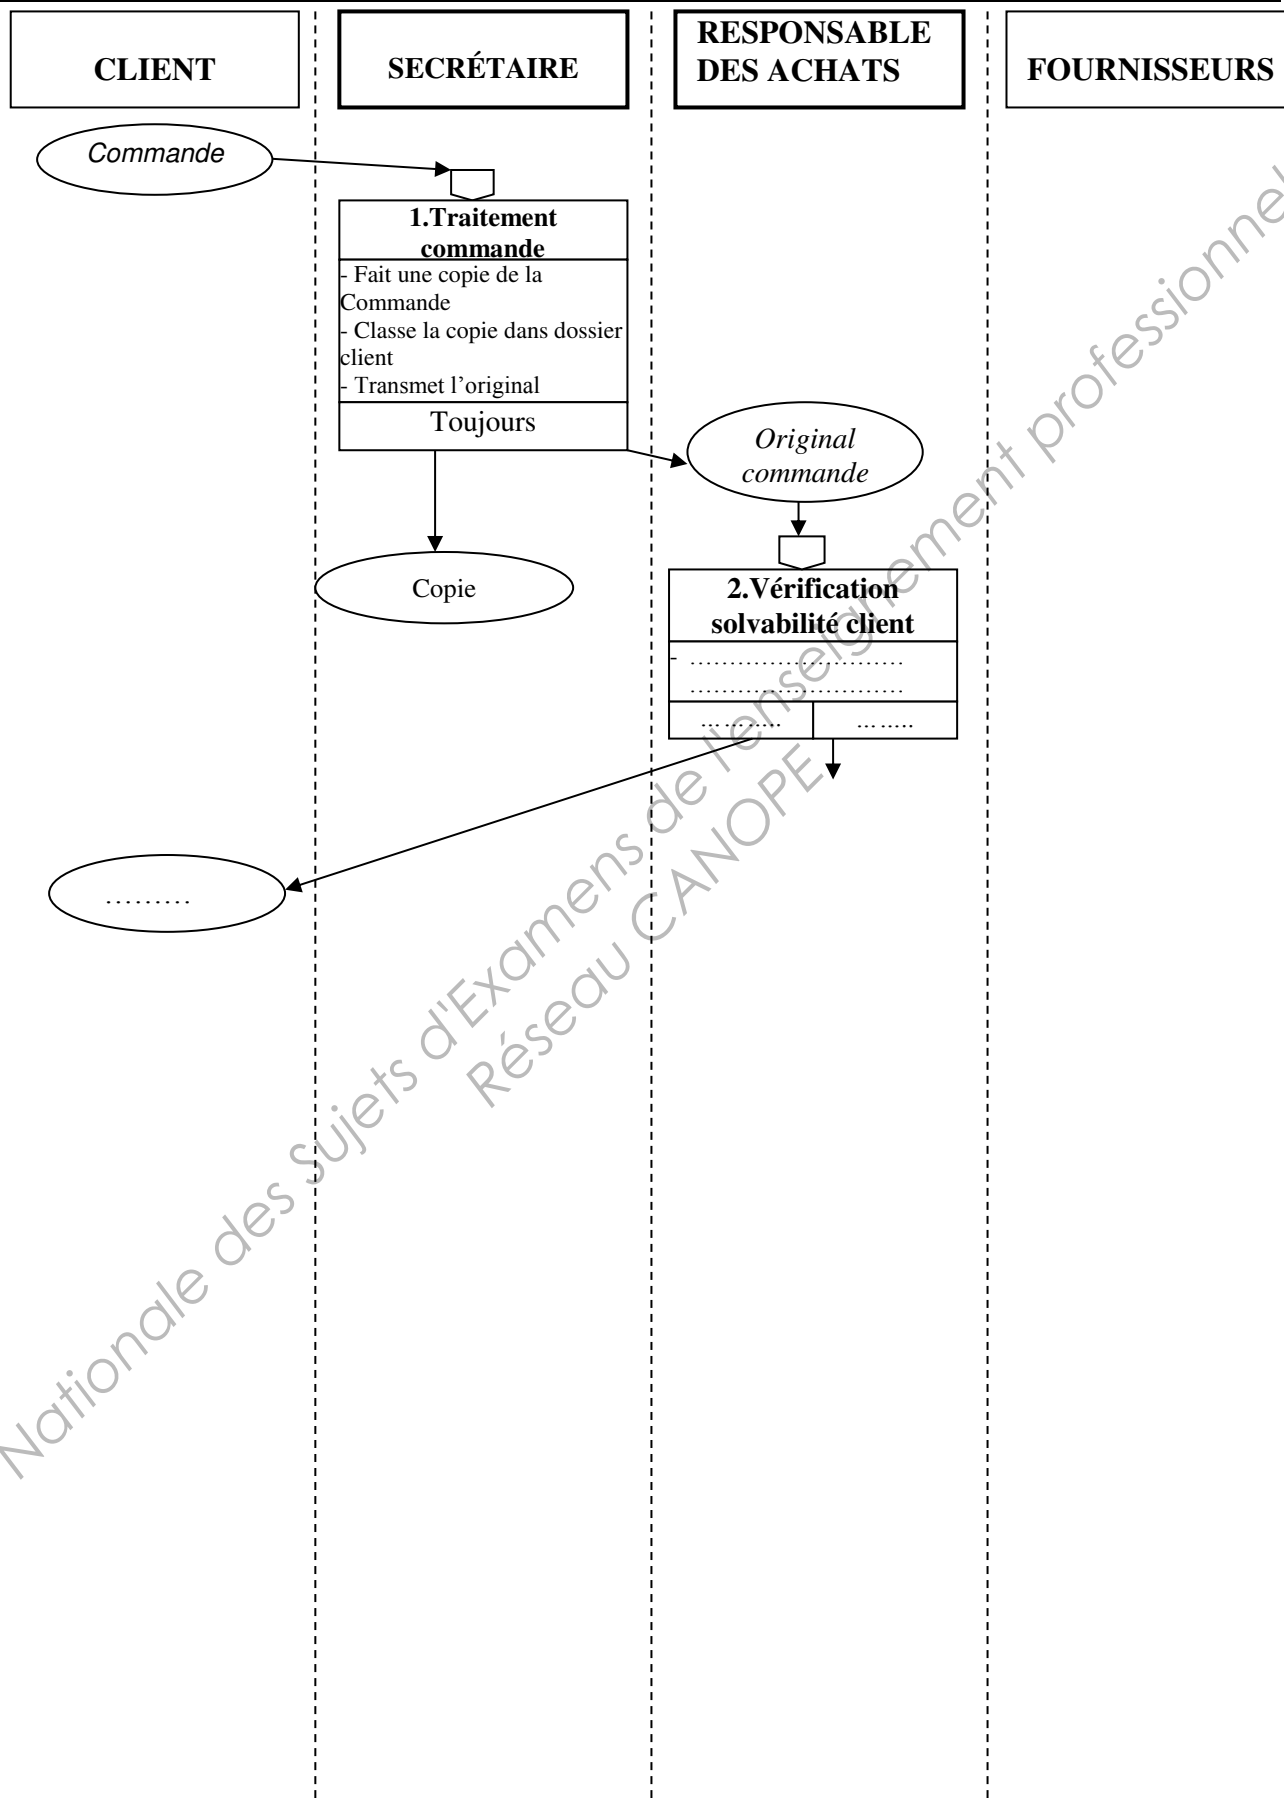 CLIENT
SECRÉTAIRE
RESPONSABLE
DES ACHATS
FOURNISSEURS
Commande
1.Traitement
commande
- Fait une copie de la
Commande
- Classe la copie dans dossier
client
- Transmet l’original
Toujours
Original
commande
Copie
2.Vérification
solvabilité client
- ...........................
...........................
……….. ……..
………
Nationale des Sujets d'Examens de l'enseignement professionnel
Réseau CANOPE